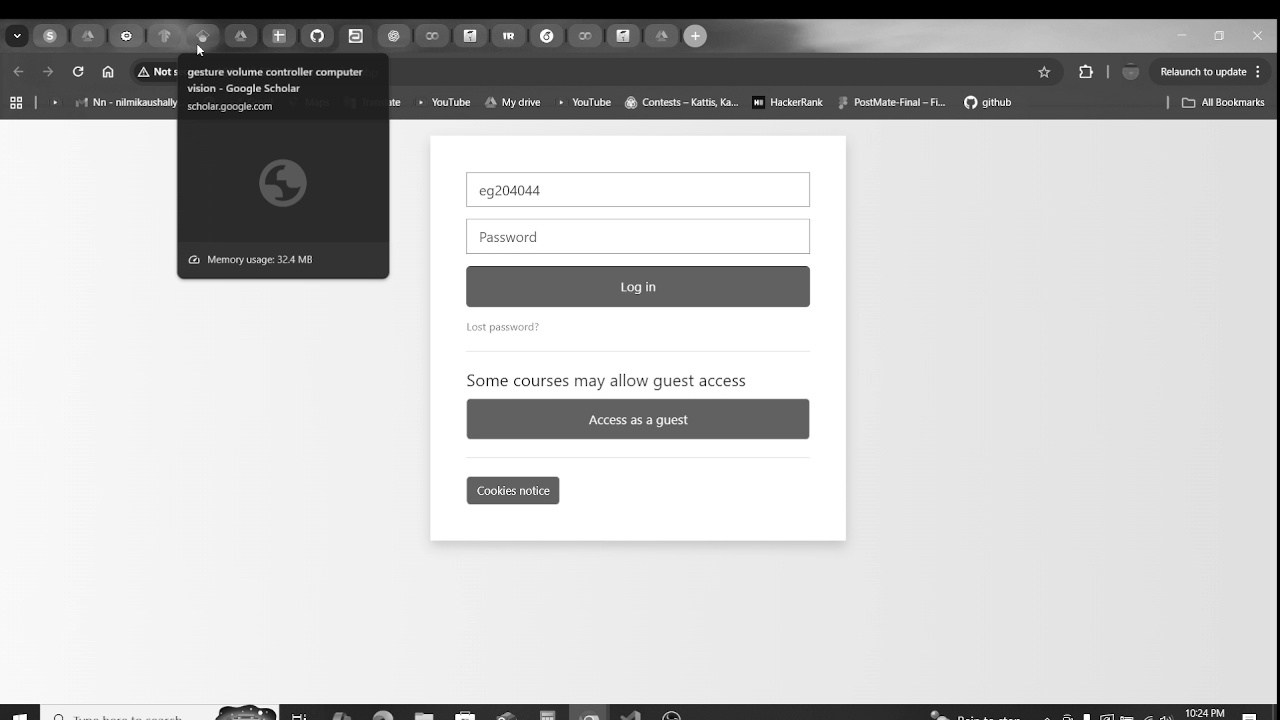 S
Not s
Relaunch to update
gesture volume controller computer
vision - Google Scholar
scholar.google.com
Memory usage: 32.4 MB
Nn - nilmikaushally
YouTube
My drive
YouTube
Contests – Kattis, Ka...
HackerRank
PostMate-Final – Fi...
github
All Bookmarks
eg204044
Password
Log in
Lost password?
Some courses may allow guest access
Access as a guest
Cookies notice
Type here to search
Rain to stop
10:24 PM